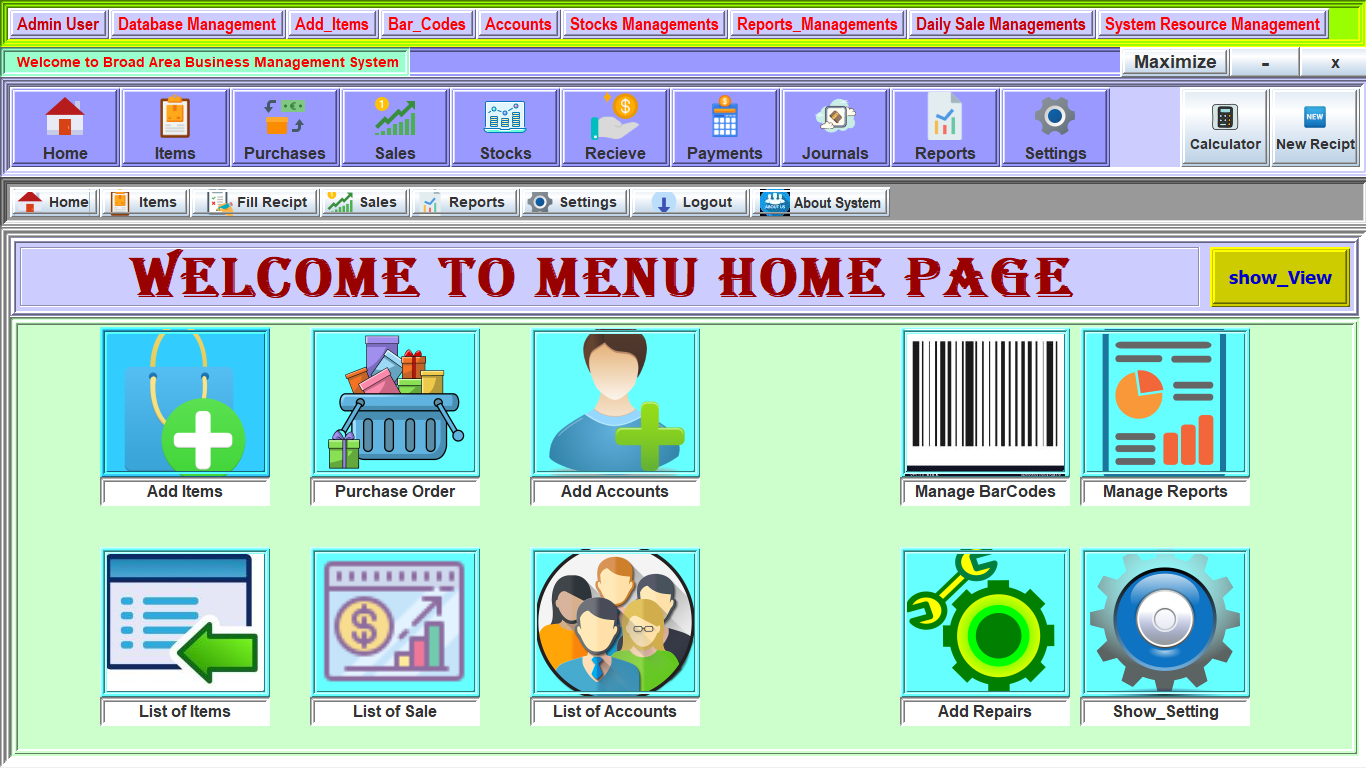 Admin User Database Management Add_Items Bar_Codes Accounts Stocks Managements Reports_Managements Daily Sale Managements System Resource Management
Welcome to Broad Area Business Management System Maximize - x
Home Items Purchases Sales Stocks Recieve Payments Journals Reports Settings Calculator New Recipt
NEW
Home Items Fill Recipt Sales Reports Settings Logout About System
ABOUT US
WELCOME TO MENU HOME PAGE show_View
Add Items Purchase Order Add Accounts Manage BarCodes Manage Reports
List of Items List of Sale List of Accounts Add Repairs Show_Setting